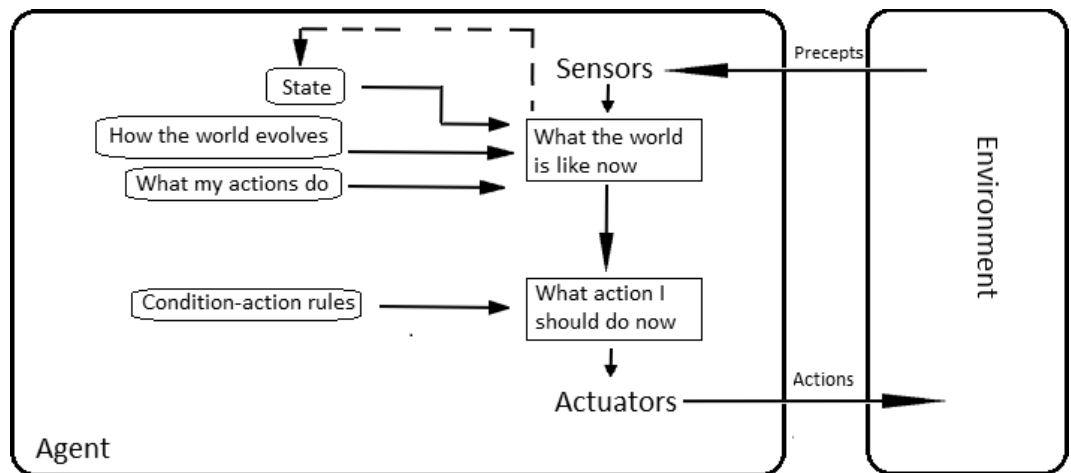 Precepts
Sensors
State
How the world evolves
What the world
is like now
What my actions do
Environment
Condition-action rules
What action I
should do now
Actions
Actuators
Agent